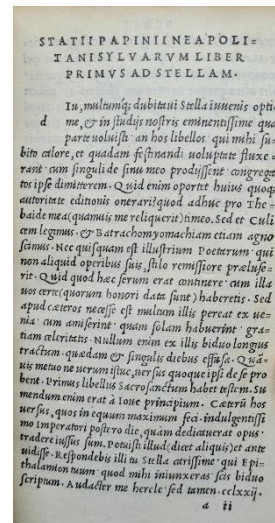 STATII PAPINII NEAPOLI-
TANI SYLVARVM LIBER
PRIMVS AD STELLAM.
d Iu, multumq́; dubitaui Stella iuuenis opti
me, & in studijs nostris eminentissime qua
parte uoluisti an hos libellos qui mihi su-
bito calore, et quadam festinandi uoluptate fluxe
rant cum singuli de sinu meo prodijssent congrega
tos ipse dimitterem. Quid enim oportet huius quoq;
autoritate editionis onerari? quod adhuc pro The
baide mea (quamuis me reliquerit) timeo. Sed et Culi
cem legimus & Batrachomyomachiam etiam agno
scimus. Nec quisquam est illustrium Poetarum qui
non aliquid operibus suis, stilo remissiore præluse-
rit. Quid quod hæc serum erat continere cum illa
uos certe (quorum honori data sunt) haberetis. Sed
apud cæteros necesse est multum illis pereat ex ue-
nia cum amiserint quam solam habuerint gra-
tiam celeritatis. Nullum enim ex illis biduo longius
tractum quædam & singulis diebus effusa. Quā-
uis metuo ne uerum istuc, uersus quoque ipsi de se pro
bent. Primus libellus Sacrosanctum habet testem. Su
mendum enim erat à Ioue principium. Cæterū hos
uersus, quos in equum maximum feci indulgentissi
mo Imperatori postero die, quàm dedicauerat opus
tradere iussus sum. Potuisti illud (dicet aliquis) et ante
uidisse. Respondebis illi tu Stella carissime qui Epi-
thalamion tuum quod mihi iniunxeras scis biduo
scriptum. Audacter me hercle sed tamen cclxxij.
a ii